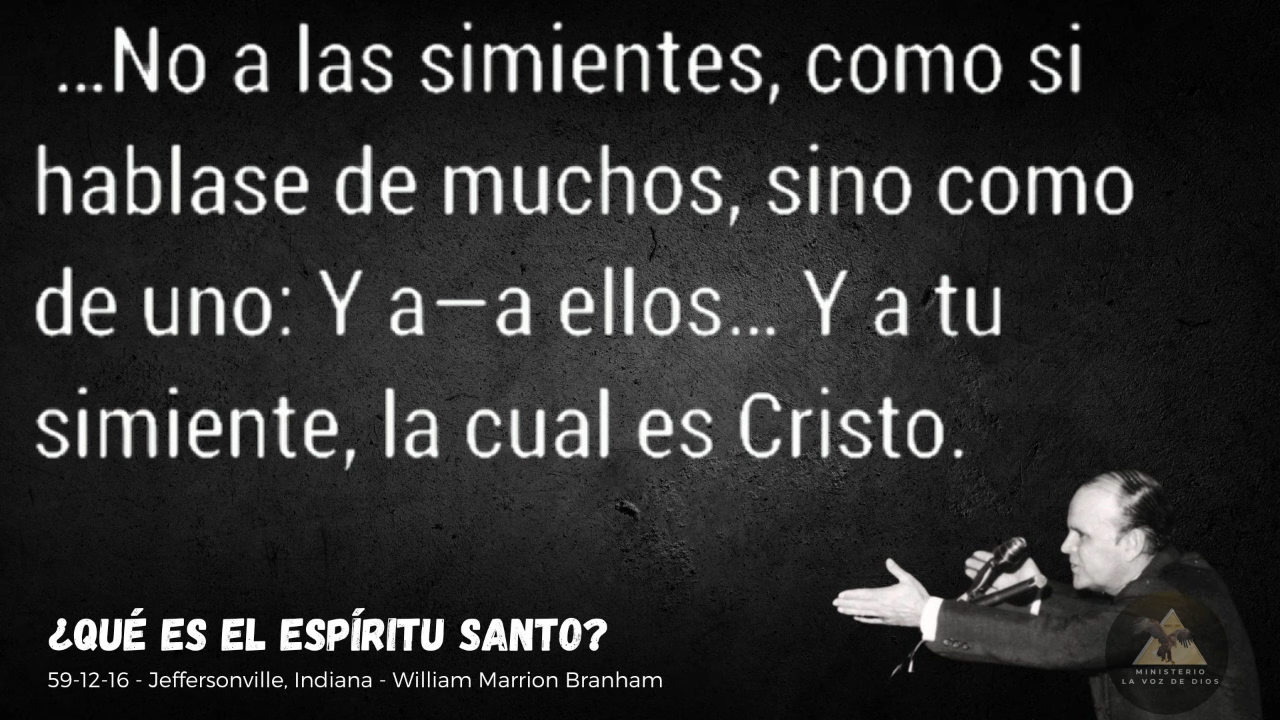 ...No a las simientes, como si
hablase de muchos, sino como
de uno: Y a—a ellos... Y a tu
simiente, la cual es Cristo.
¿QUÉ ES EL ESPÍRITU SANTO?
59-12-16 - Jeffersonville, Indiana - William Marrion Branham
MINISTERIO
LA VOZ DE DIOS